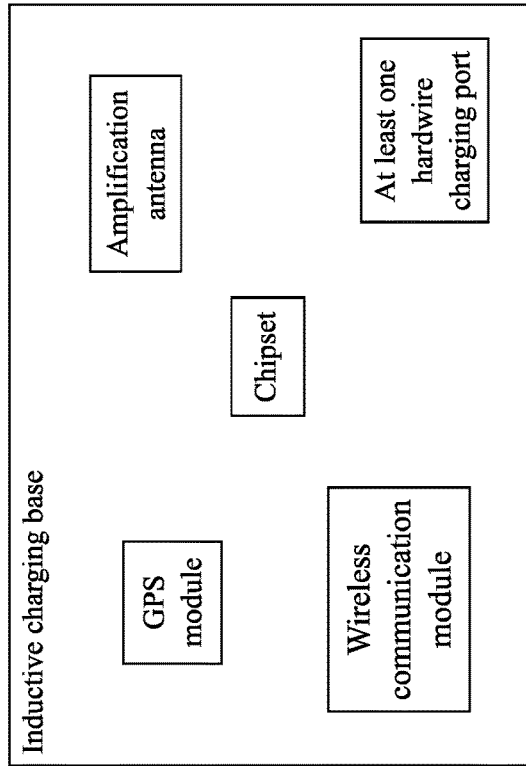 Inductive charging base
GPS
module
Amplification
antenna
Chipset
Wireless
communication
module
At least one
hardwire
charging port